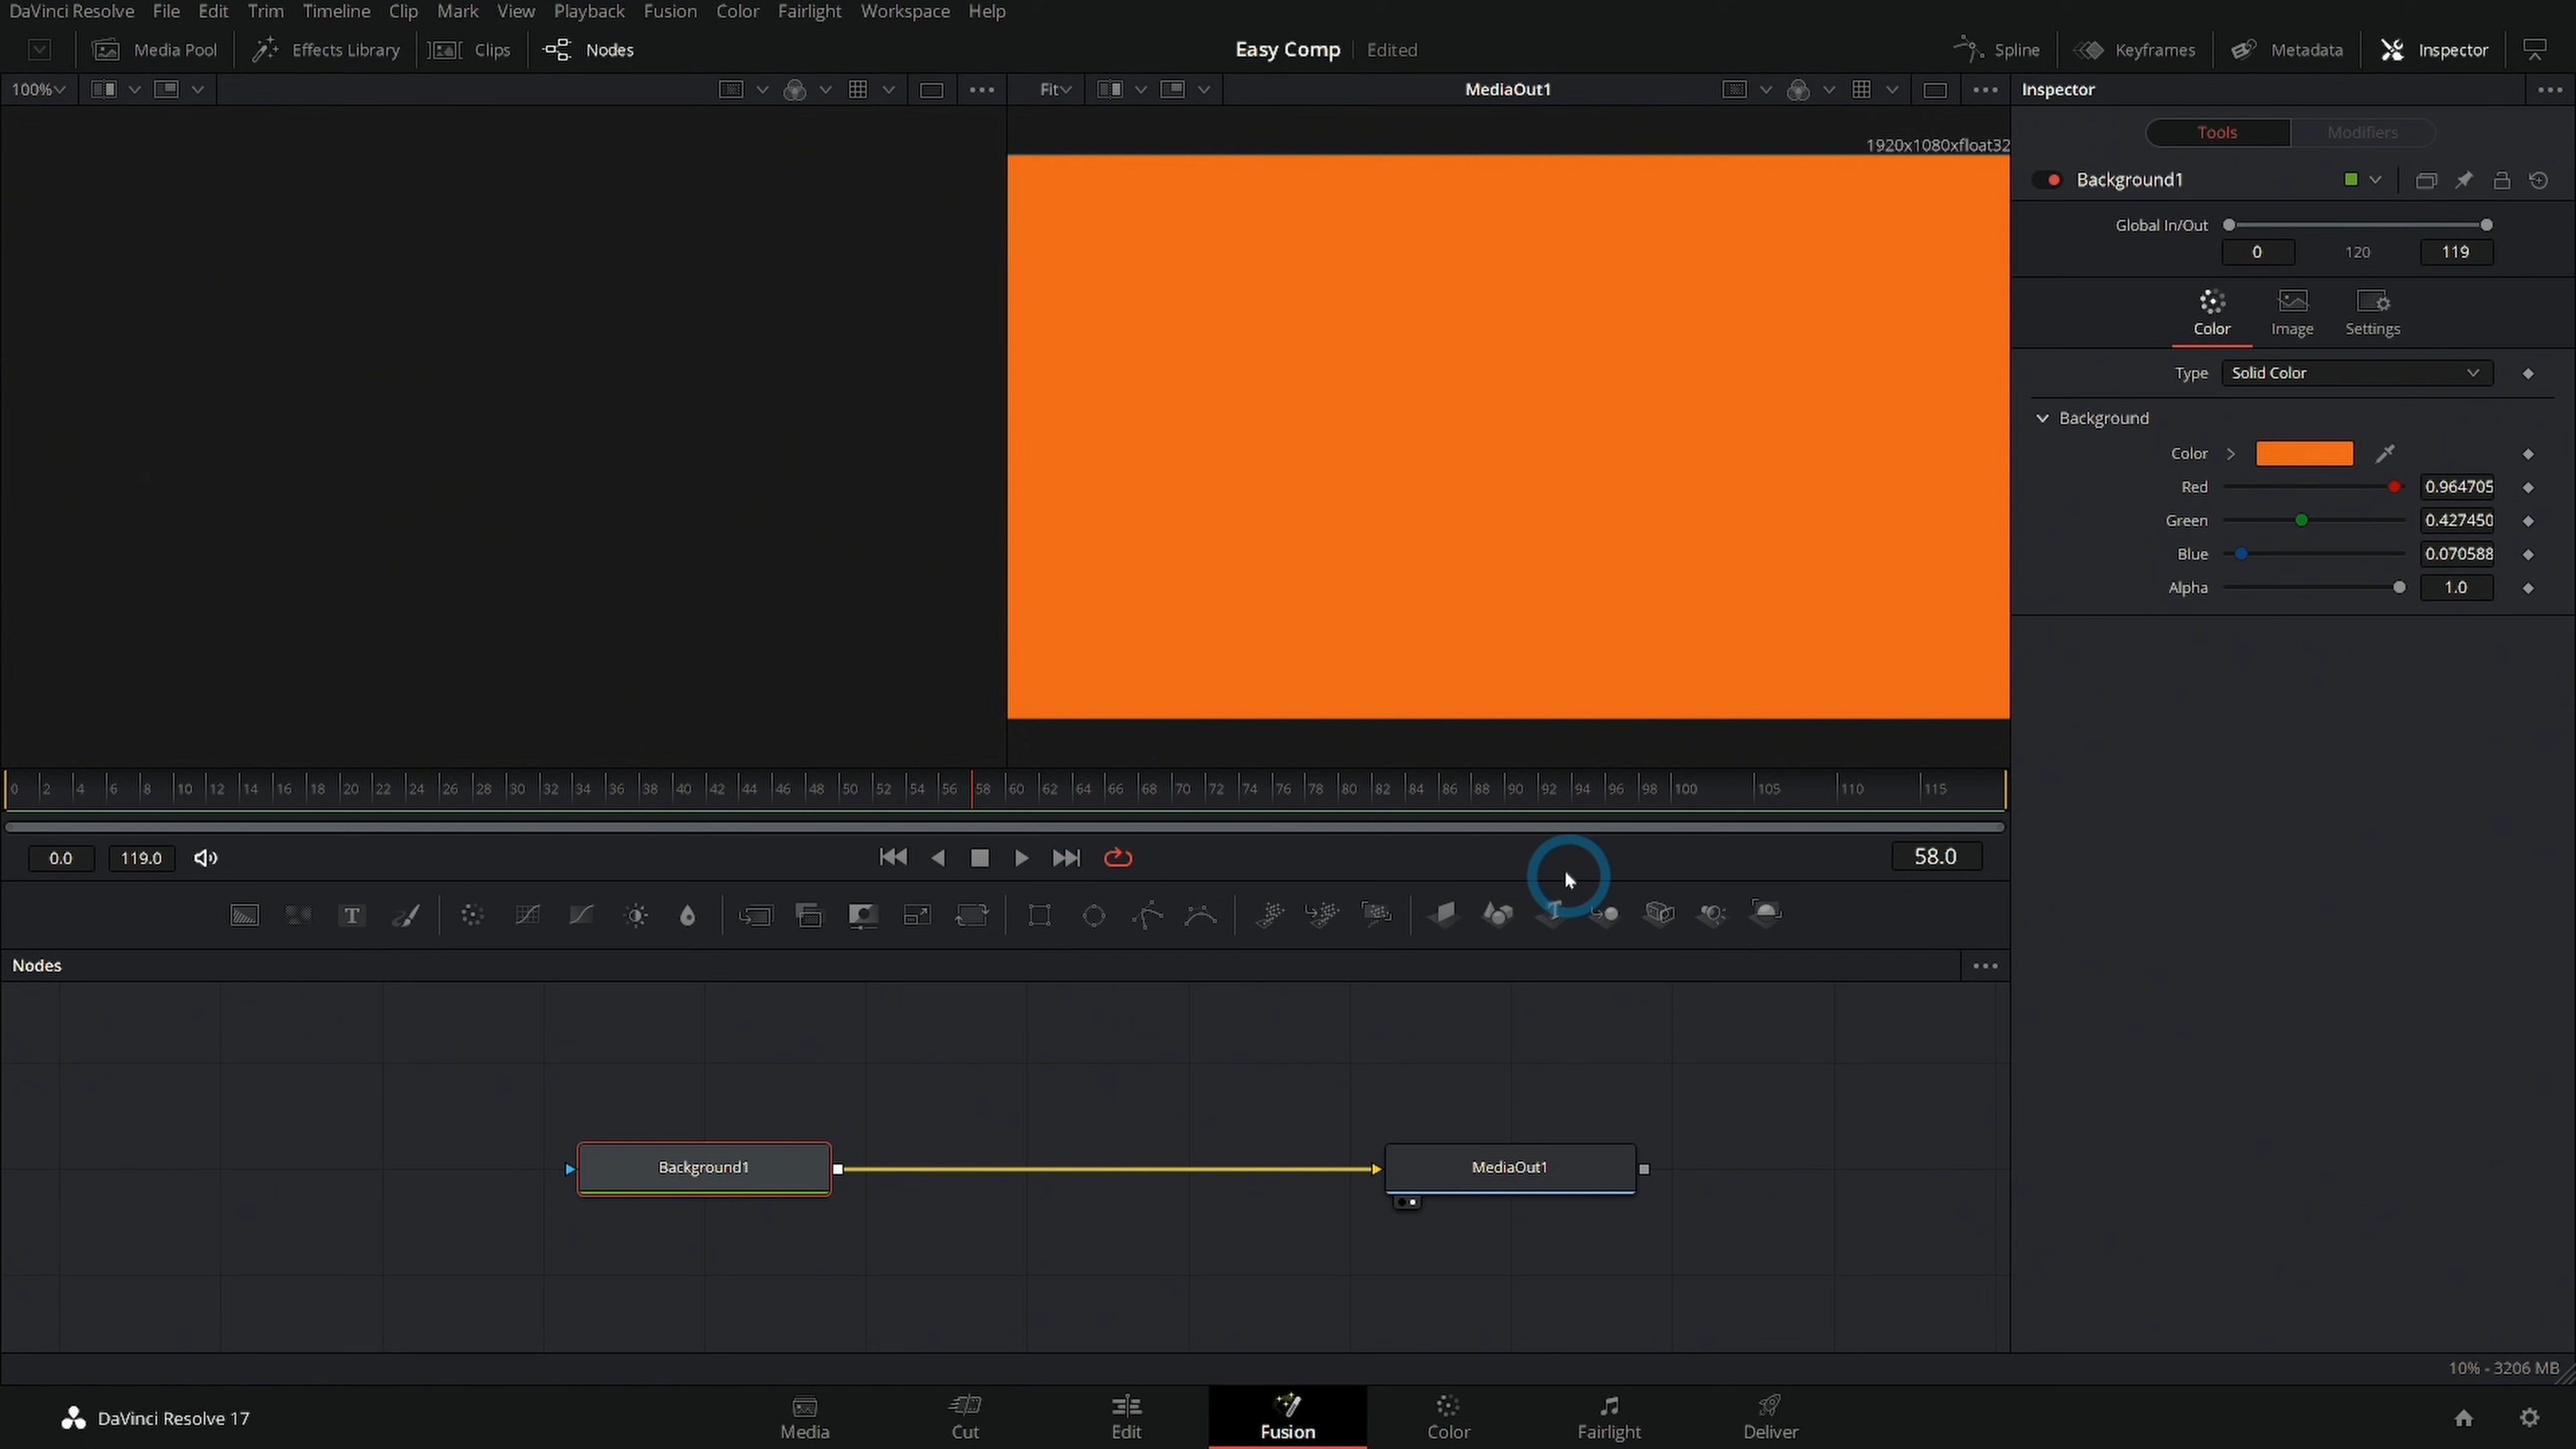 DaVinci Resolve File Edit Trim Timeline Clip Mark View Playback Fusion Color Fairlight Workspace Help
Media Pool Effects Library Clips Nodes Easy Comp Edited Spline Keyframes Metadata Inspector
100% Fit MediaOut1 Inspector
1920x1080xfloat32
Tools Modifiers
Background1
Global In/Out
0 120 119
Color Image Settings
Type Solid Color
Background
Color
Red 0.964705
Green 0.427450
Blue 0.070588
Alpha 1.0
0 2 4 6 8 10 12 14 16 18 20 22 24 26 28 30 32 34 36 38 40 42 44 46 48 50 52 54 56 58 60 62 64 66 68 70 72 74 76 78 80 82 84 86 88 90 92 94 96 98 100 105 110 115
0.0 119.0 58.0
T T
Nodes
Background1 MediaOut1
10% - 3206 MB
DaVinci Resolve 17 Media Cut Edit Fusion Color Fairlight Deliver